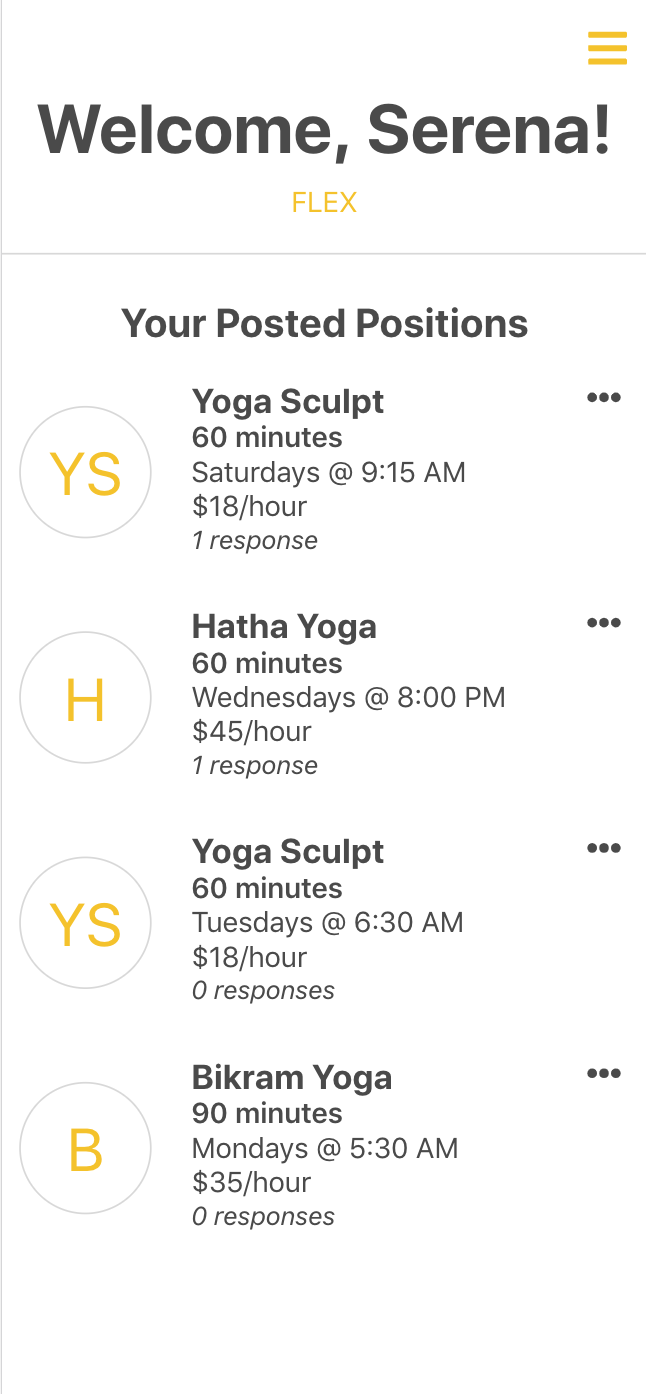 Welcome, Serena!
FLEX
Your Posted Positions
YS
Yoga Sculpt
60 minutes
Saturdays @ 9:15 AM
$18/hour
1 response
H
Hatha Yoga
60 minutes
Wednesdays @ 8:00 PM
$45/hour
1 response
YS
Yoga Sculpt
60 minutes
Tuesdays @ 6:30 AM
$18/hour
0 responses
B
Bikram Yoga
90 minutes
Mondays @ 5:30 AM
$35/hour
0 responses